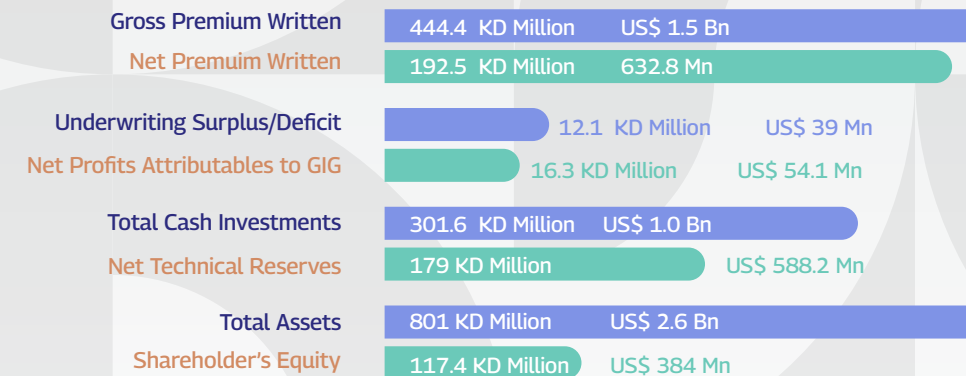 Gross Premium Written 444.4 KD Million US$ 1.5 Bn
Net Premuim Written 192.5 KD Million 632.8 Mn
Underwriting Surplus/Deficit 12.1 KD Million US$ 39 Mn
Net Profits Attributables to GIG 16.3 KD Million US$ 54.1 Mn
Total Cash Investments 301.6 KD Million US$ 1.0 Bn
Net Technical Reserves 179 KD Million US$ 588.2 Mn
Total Assets 801 KD Million US$ 2.6 Bn
Shareholder's Equity 117.4 KD Million US$ 384 Mn